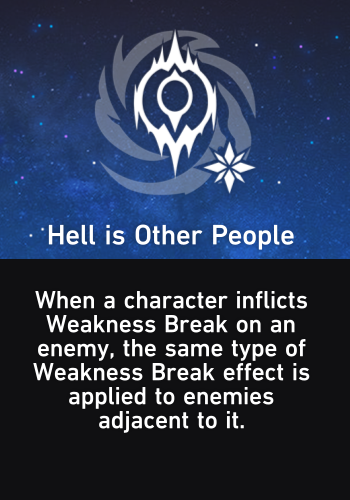 Hell is Other People
When a character inflicts
Weakness Break on an
enemy, the same type of
Weakness Break effect is
applied to enemies
adjacent to it.